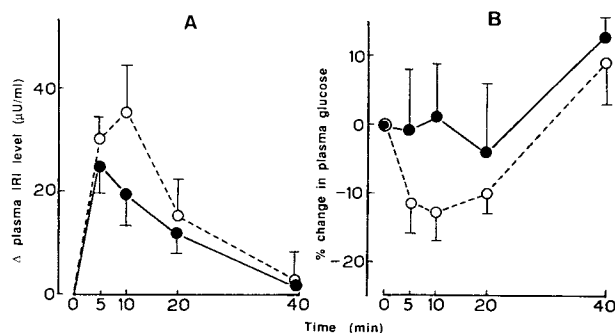 A
B
Δ plasma IRI level (μU/ml)
40
20
0
0 5 10 20 40
% change in plasma glucose
10
0
-10
-20
0 5 10 20 40
Time (min)